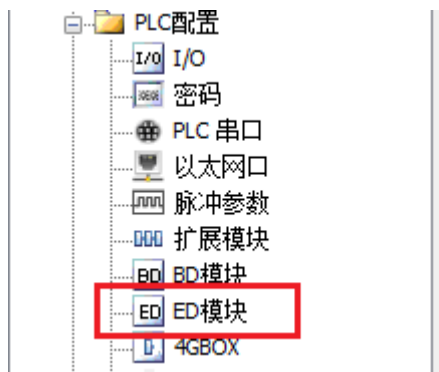 PLC配置
I/O I/O
密码
PLC 串口
以太网口
脉冲参数
扩展模块
BD BD模块
ED ED模块
4GBOX